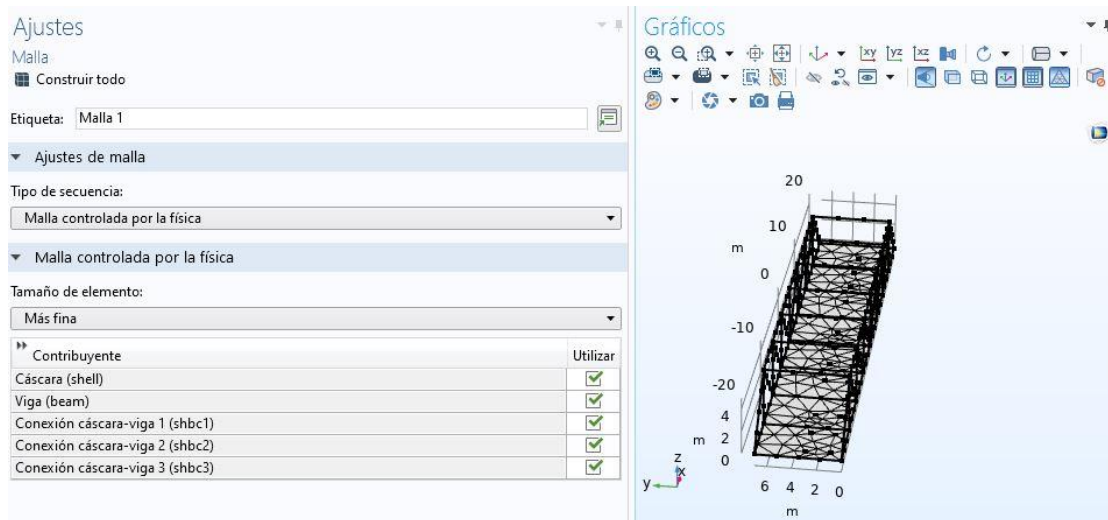 Ajustes
Malla
Construir todo
Etiqueta: Malla 1
Ajustes de malla
Tipo de secuencia:
Malla controlada por la física
Malla controlada por la física
Tamaño de elemento:
Más fina
Contribuyente Utilizar
Cáscara (shell)
Viga (beam)
Conexión cáscara-viga 1 (shbc1)
Conexión cáscara-viga 2 (shbc2)
Conexión cáscara-viga 3 (shbc3)
Gráficos
xy yz xz
20
10
m
0
-10
-20
4
m 2
0
z
x
y
6 4 2 0
m